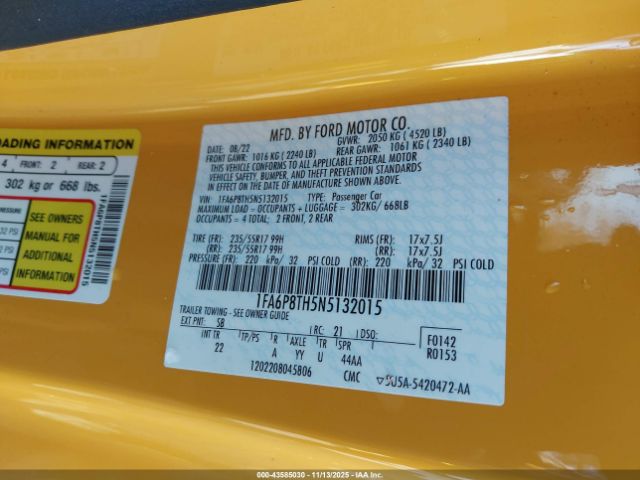 OADING INFORMATION
4 FRONT: 2 REAR: 2
302 kg or 668 lbs.
SEE OWNERS
MANUAL FOR
ADDITIONAL
INFORMATION
1FA6P8TH5N5132015
MFD. BY FORD MOTOR CO.
DATE: 08/22 GVWR: 2050 KG ( 4520 LB)
FRONT GAWR: 1016 KG ( 2240 LB) REAR GAWR: 1061 KG ( 2340 LB)
THIS VEHICLE CONFORMS TO ALL APPLICABLE FEDERAL MOTOR
VEHICLE SAFETY, BUMPER, AND THEFT PREVENTION STANDARDS
IN EFFECT ON THE DATE OF MANUFACTURE SHOWN ABOVE.
VIN: 1FA6P8TH5N5132015 TYPE: Passenger Car
MAXIMUM LOAD = OCCUPANTS + LUGGAGE = 302KG/ 668LB
OCCUPANTS = 4 TOTAL: 2 FRONT, 2 REAR
TIRE (FR): 235/55R17 99H RIMS (FR): 17x7.5J
(RR): 235/55R17 99H (RR): 17x7.5J
PRESSURE (FR): 220 kPa/ 32 PSI COLD (RR): 220 kPa/ 32 PSI COLD
1FA6P8TH5N5132015
TRAILER TOWING - SEE OWNER GUIDE
EXT PNT: SB RC: 21 DSO: F0142
INT TR TP/PS R AXLE TR SPR R0153
22 A YY U 44AA
1202208045B06 CMC 5U5A-5420472-AA
000-43585030 - 11/13/2025 - IAAI.COM